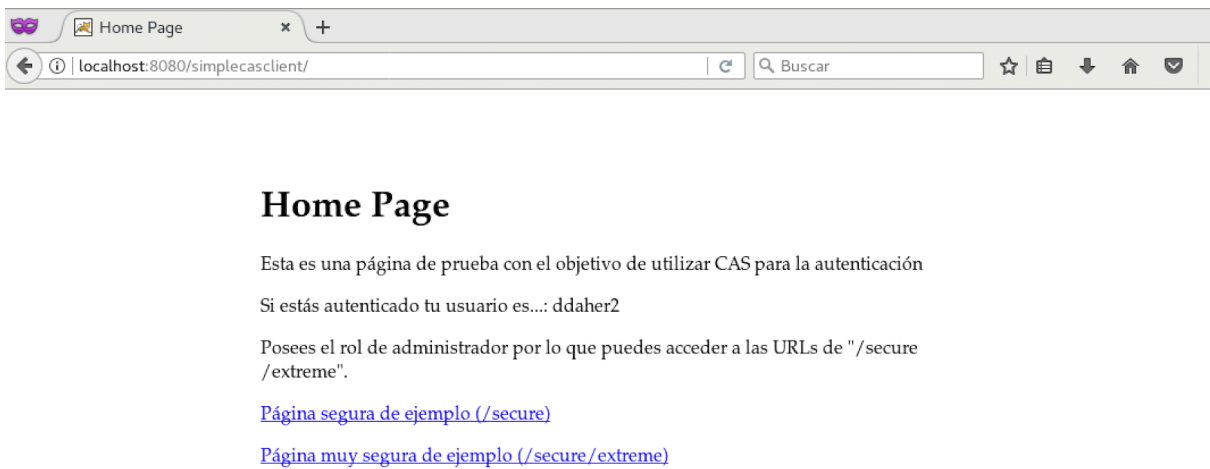 Home Page
localhost:8080/simplecasclient/
Buscar
Home Page
Esta es una página de prueba con el objetivo de utilizar CAS para la autenticación
Si estás autenticado tu usuario es...: ddaher2
Posees el rol de administrador por lo que puedes acceder a las URLs de "/secure
/extreme".
Página segura de ejemplo (/secure)
Página muy segura de ejemplo (/secure/extreme)